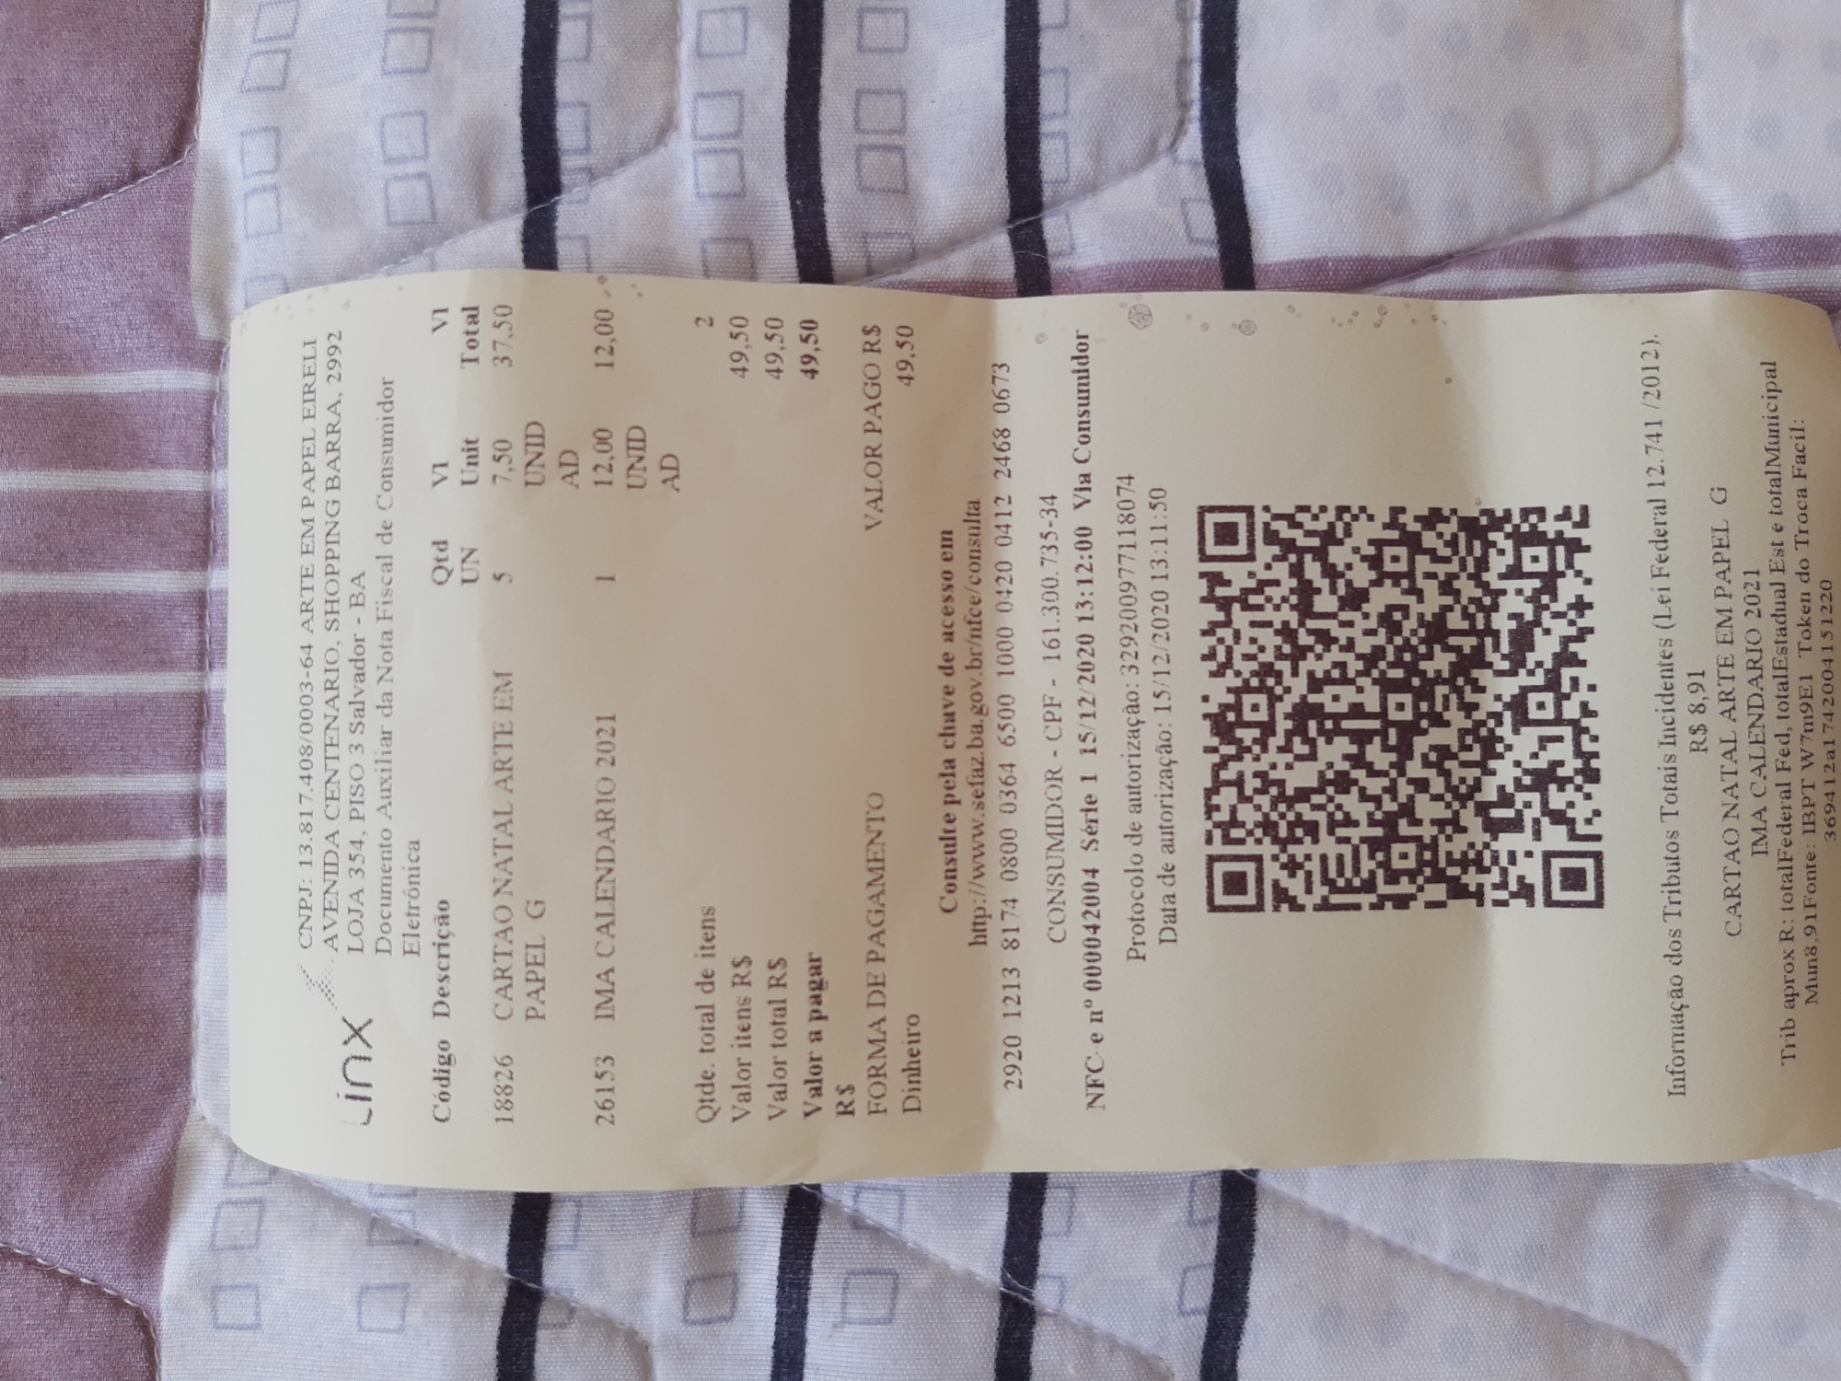 Linx
CNPJ: 13.817.408/0003-64 ARTE EM PAPEL EIRELI
AVENIDA CENTENARIO, SHOPPING BARRA, 2992
LOJA 354, PISO 3 Salvador - BA
Documento Auxiliar da Nota Fiscal de Consumidor
Eletrônica
Código Descrição Qtd Vl Vl
UN Unit Total
18826 CARTAO NATAL ARTE EM 5 7,50 37,50
PAPEL G UNID
AD
26153 IMA CALENDARIO 2021 1 12,00 12,00
UNID
AD
Qtde. total de itens 2
Valor itens R$ 49,50
Valor total R$ 49,50
Valor a pagar 49,50
R$
FORMA DE PAGAMENTO VALOR PAGO R$
Dinheiro 49,50
Consulte pela chave de acesso em
http://www.sefaz.ba.gov.br/nfce/consulta
2920 1213 8174 0800 0364 6500 1000 0420 0412 2468 0673
CONSUMIDOR - CPF - 161.300.735-34
NFC-e nº 000042004 Série 1 15/12/2020 13:12:00 Via Consumidor
Protocolo de autorização: 329200977118074
Data de autorização: 15/12/2020 13:11:50
Informação dos Tributos Totais Incidentes (Lei Federal 12.741 /2012).
R$ 8,91
CARTAO NATAL ARTE EM PAPEL G
IMA CALENDARIO 2021
Trib aprox R: totalFederal Fed, totalEstadual Est e totalMunicipal
Mun8,91Fonte: IBPT W7m9E1 Token do Troca Facil:
369412a1742004151220